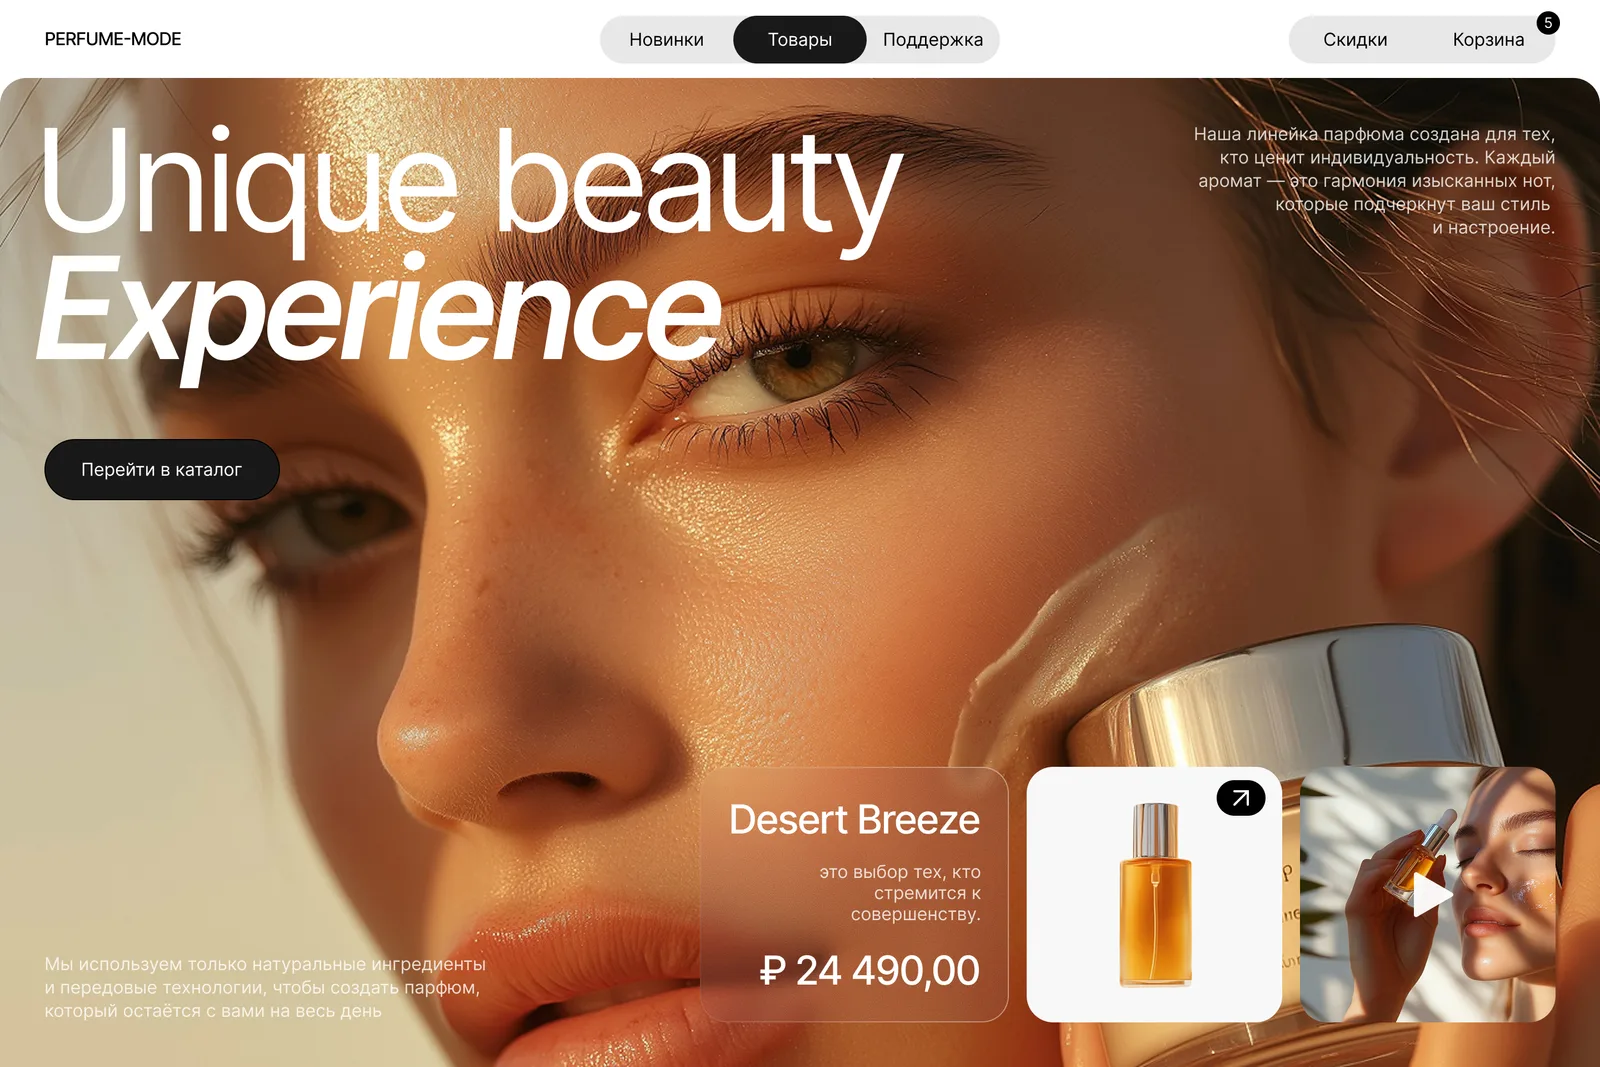 PERFUME-MODE
Новинки
Товары
Поддержка
Скидки
Корзина
5
Unique beauty
Experience
Наша линейка парфюма создана для тех,
кто ценит индивидуальность. Каждый
аромат — это гармония изысканных нот,
которые подчеркнут ваш стиль
и настроение.
Перейти в каталог
Desert Breeze
это выбор тех, кто
стремится к
совершенству.
₽ 24 490,00
Мы используем только натуральные ингредиенты
и передовые технологии, чтобы создать парфюм,
который остаётся с вами на весь день